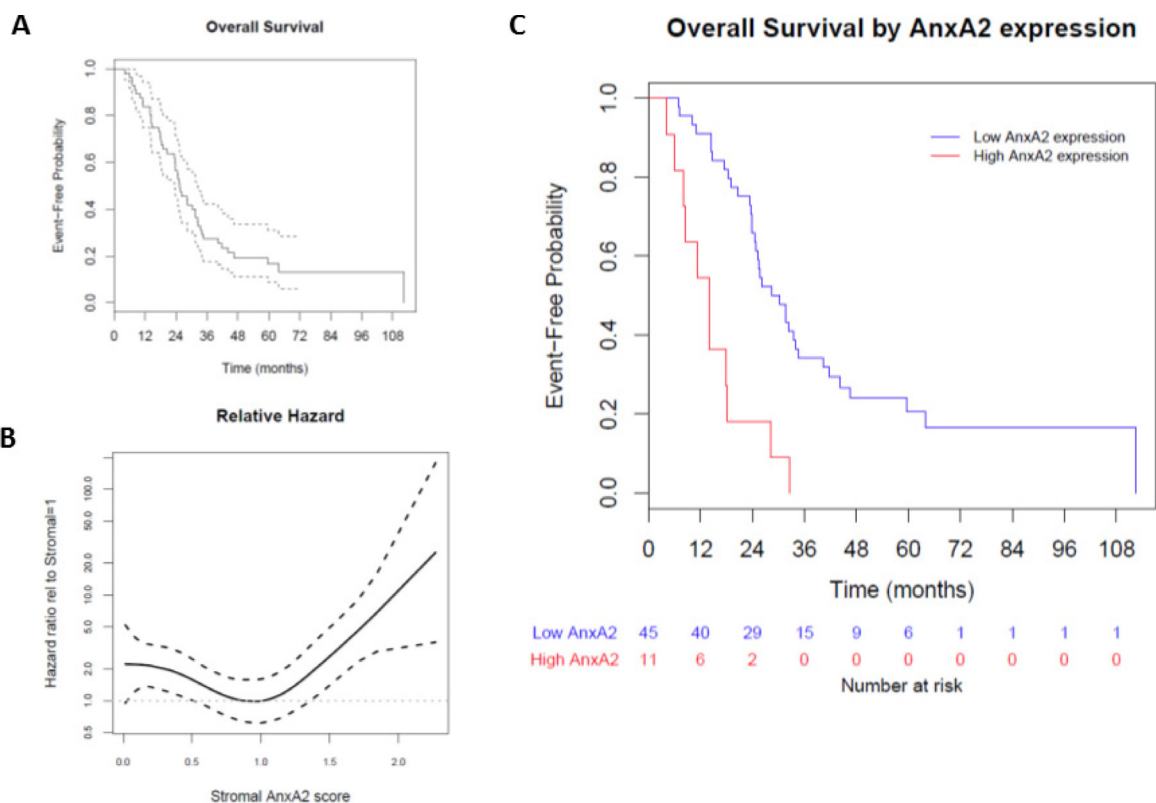 A
Overall Survival
Event-Free Probability
1.0
0.8
0.6
0.4
0.2
0.0
0 12 24 36 48 60 72 84 96 108
Time (months)
B
Relative Hazard
Hazard ratio rel to Stromal=1
100.0
50.0
20.0
10.0
5.0
2.0
1.0
0.5
0.0 0.5 1.0 1.5 2.0
Stromal AnxA2 score
C
Overall Survival by AnxA2 expression
Low AnxA2 expression
High AnxA2 expression
Event-Free Probability
1.0
0.8
0.6
0.4
0.2
0.0
0 12 24 36 48 60 72 84 96 108
Time (months)
Low AnxA2 45 40 29 15 9 6 1 1 1 1
High AnxA2 11 6 2 0 0 0 0 0 0 0
Number at risk